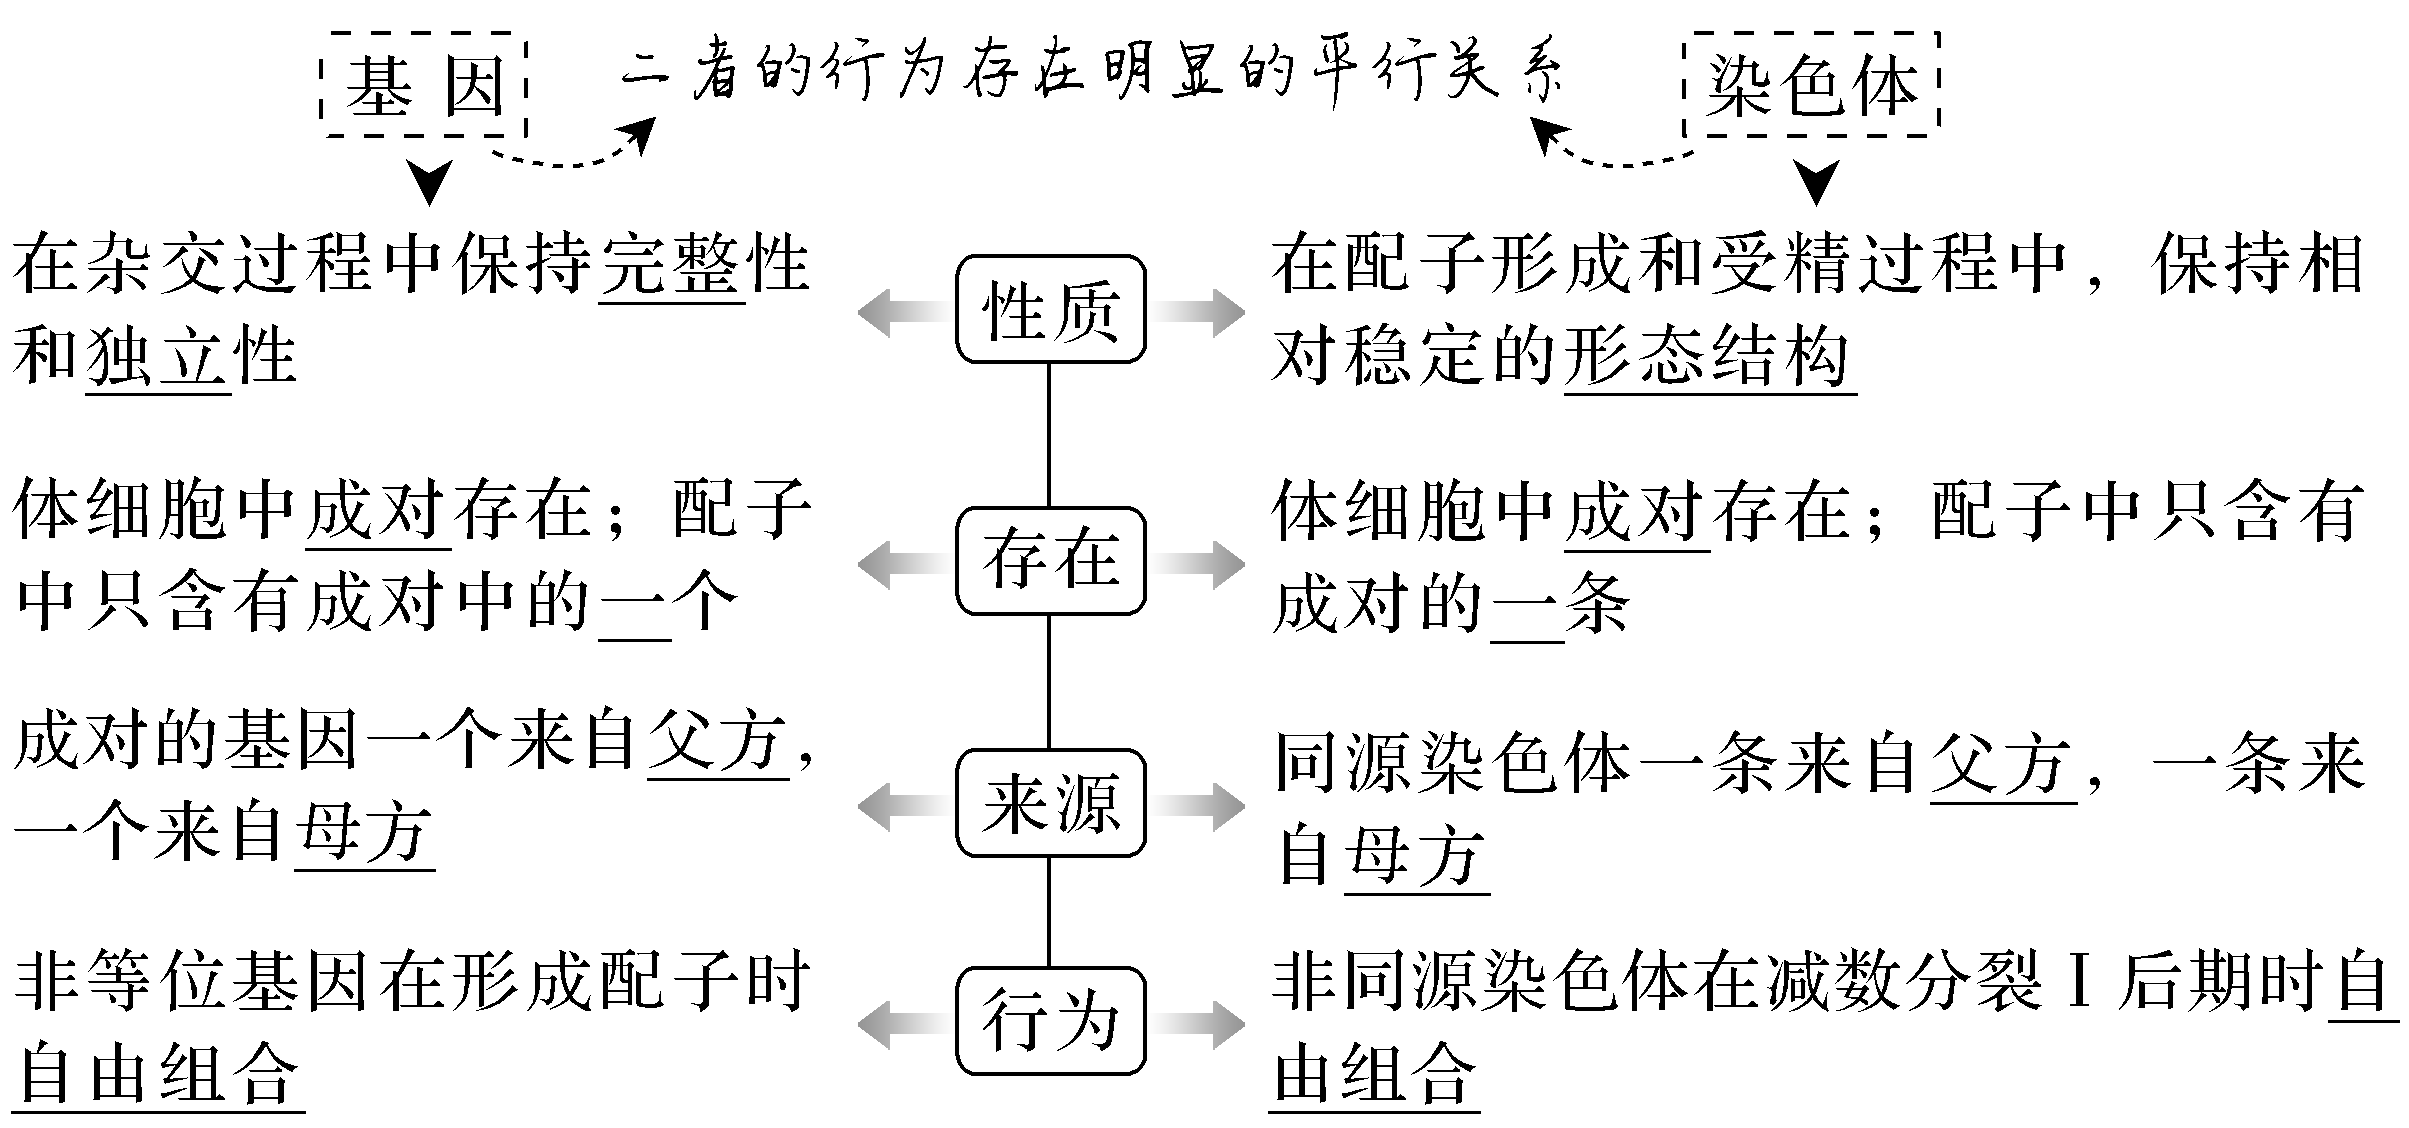 基因 二者的行为存在明显的平行关系 染色体
在杂交过程中保持完整性
和独立性
性质
在配子形成和受精过程中，保持相
对稳定的形态结构
体细胞中成对存在；配子
中只含有成对中的一个
存在
体细胞中成对存在；配子中只含有
成对的一条
成对的基因一个来自父方，
一个来自母方
来源
同源染色体一条来自父方，一条来
自母方
非等位基因在形成配子时
自由组合
行为
非同源染色体在减数分裂Ⅰ后期时自
由组合